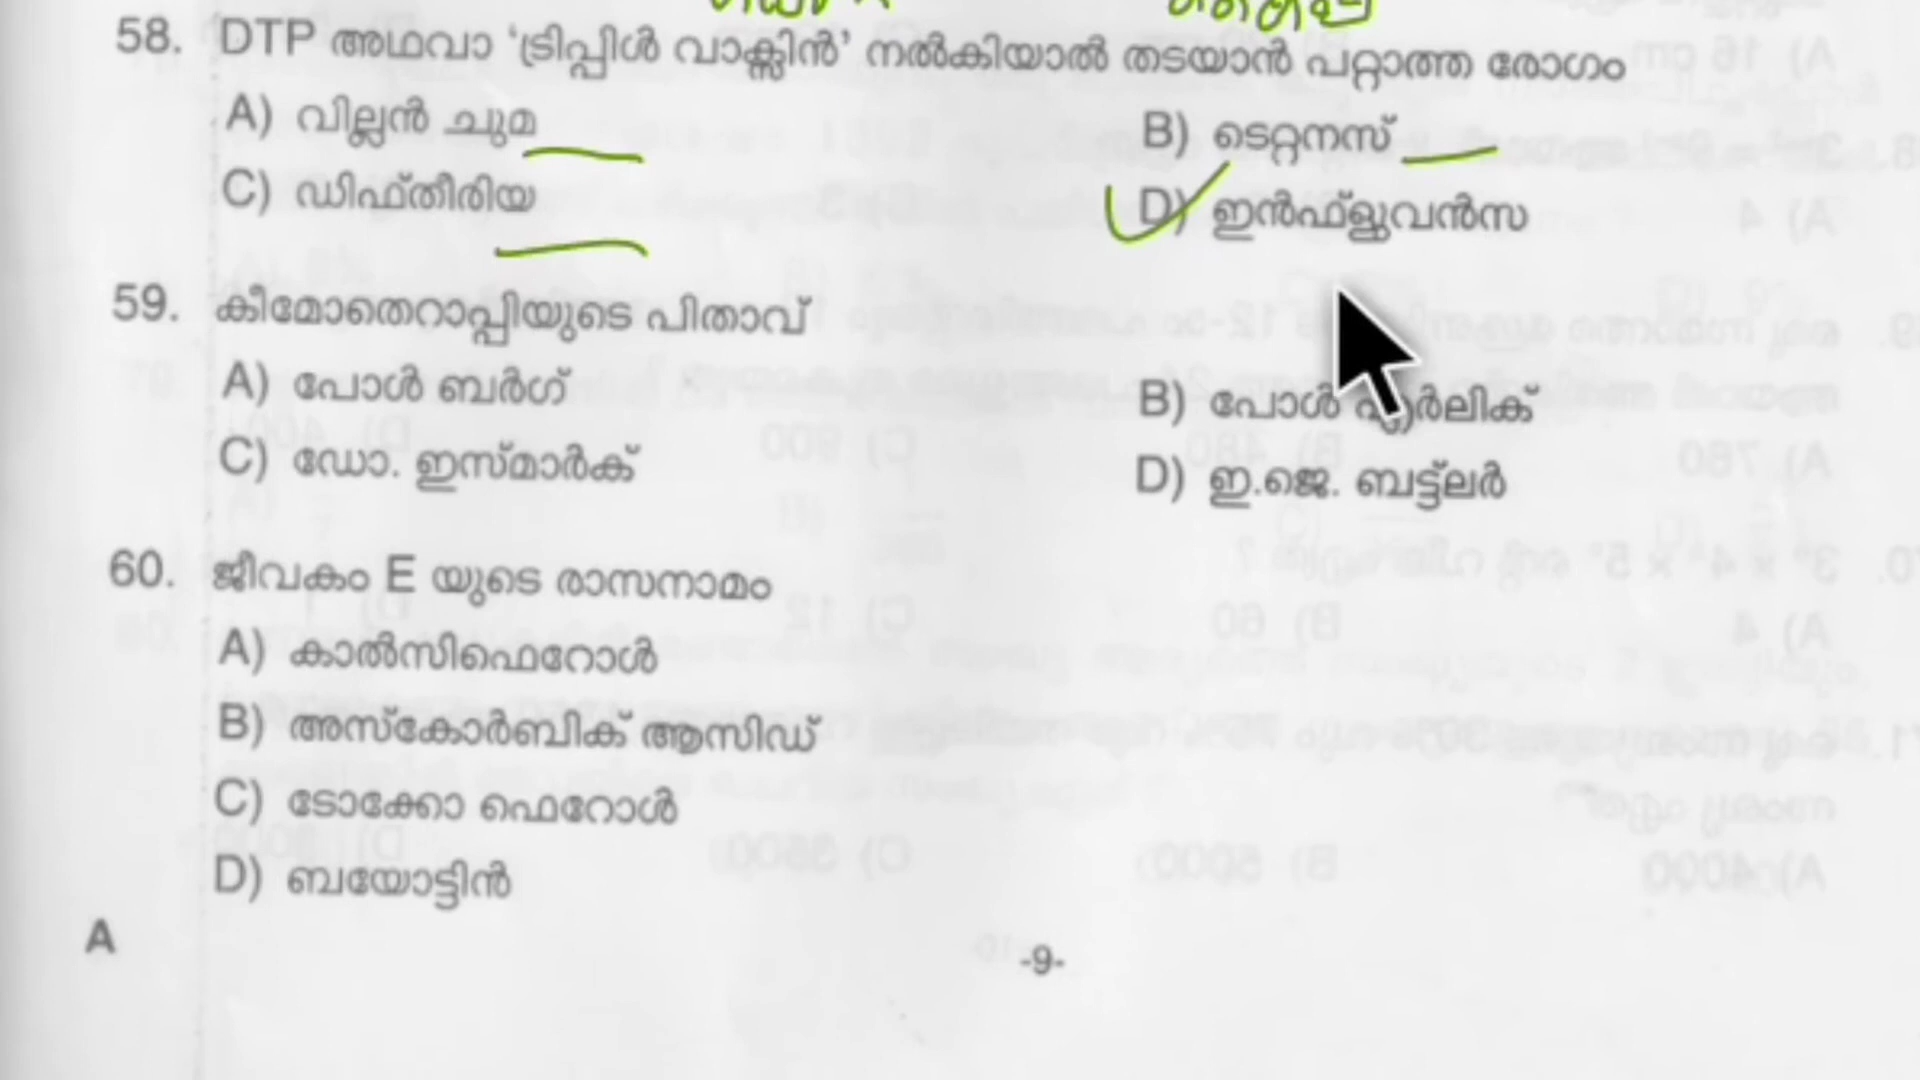 58. DTP അഥവാ ‘ട്രിപ്പിൾ വാക്സിൻ’ നൽകിയാൽ തടയാൻ പറ്റാത്ത രോഗം
A) വില്ലൻ ചുമ B) ടെറ്റനസ്
C) ഡിഫ്തീരിയ D) ഇൻഫ്ളുവൻസ
59. കീമോതെറാപ്പിയുടെ പിതാവ്
A) പോൾ ബർഗ് B) പോൾ എർലിക്
C) ഡോ. ഇസ്മാർക് D) ഇ.ജെ. ബട്ട്ലർ
60. ജീവകം E യുടെ രാസനാമം
A) കാൽസിഫെറോൾ
B) അസ്കോർബിക് ആസിഡ്
C) ടോക്കോ ഫെറോൾ
D) ബയോട്ടിൻ
A -9-